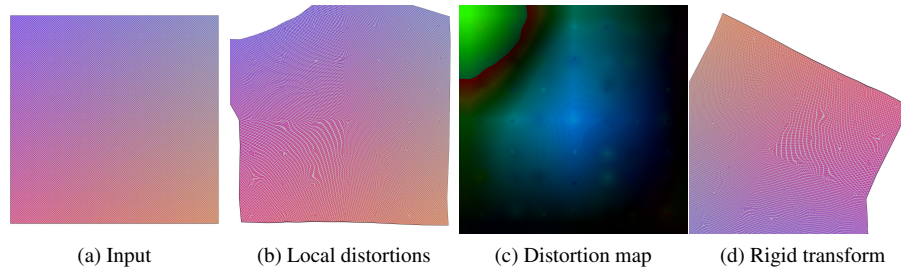 (a) Input
(b) Local distortions
(c) Distortion map
(d) Rigid transform